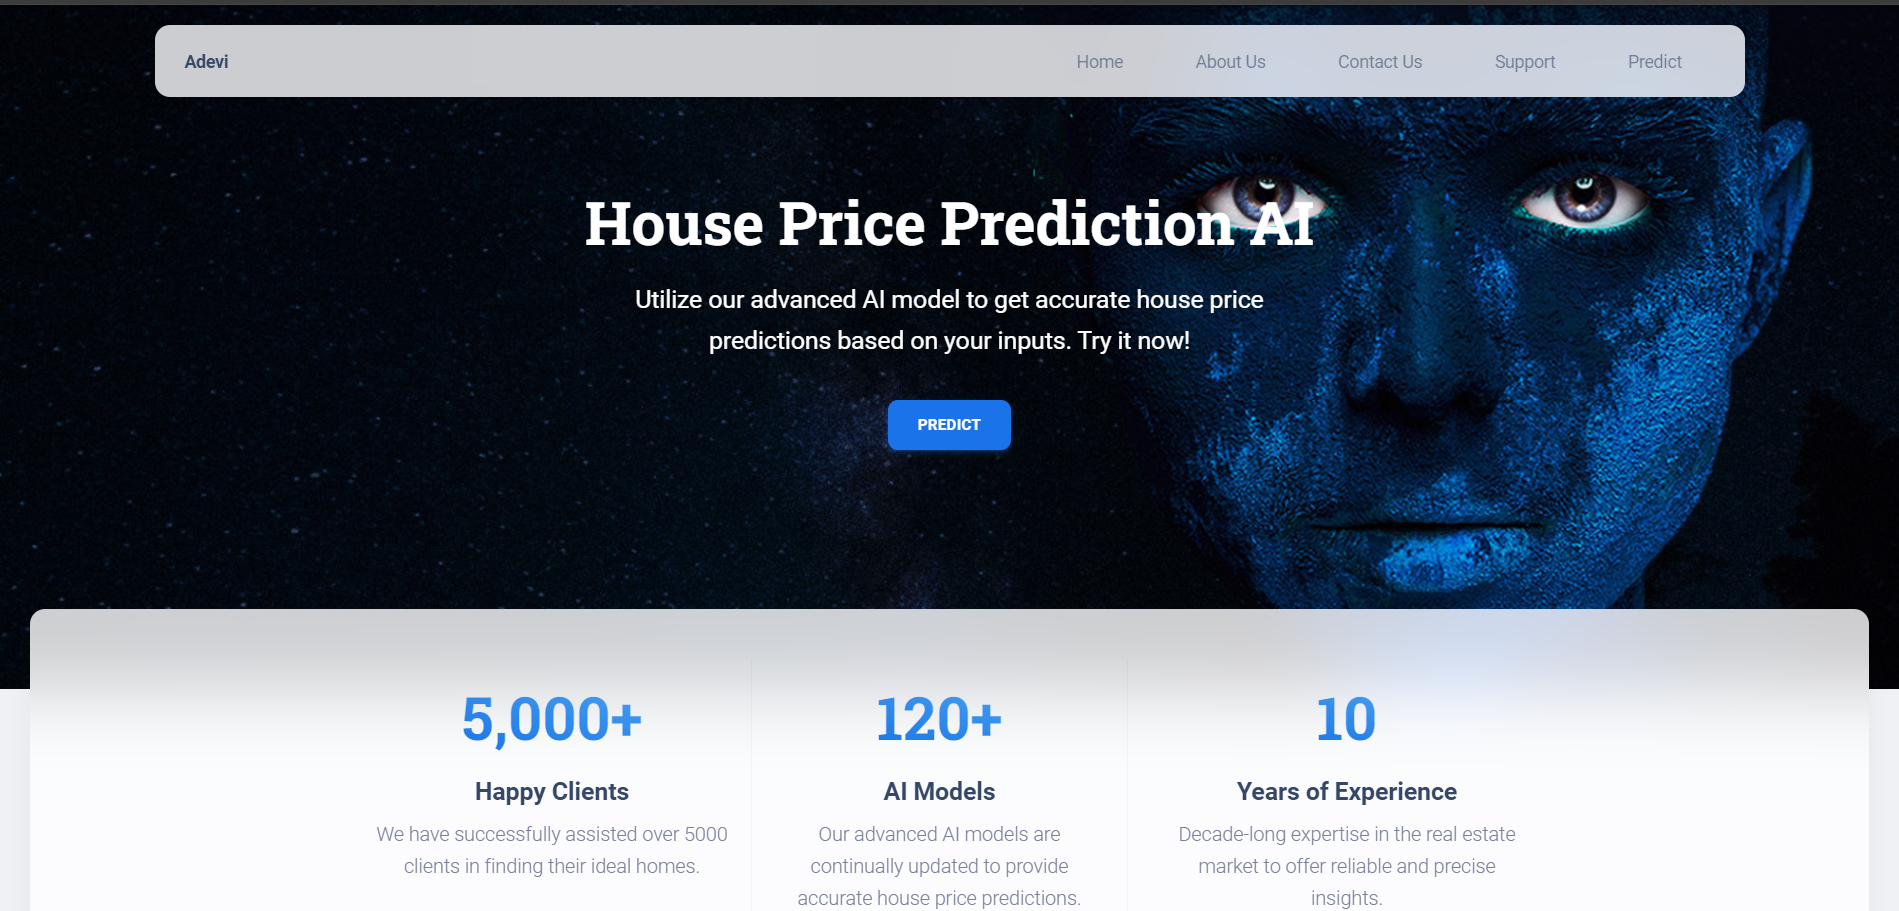 Adevi
Home
About Us
Contact Us
Support
Predict
House Price Prediction AI
Utilize our advanced AI model to get accurate house price
predictions based on your inputs. Try it now!
PREDICT
5,000+
Happy Clients
We have successfully assisted over 5000
clients in finding their ideal homes.
120+
AI Models
Our advanced AI models are
continually updated to provide
accurate house price predictions.
10
Years of Experience
Decade-long expertise in the real estate
market to offer reliable and precise
insights.